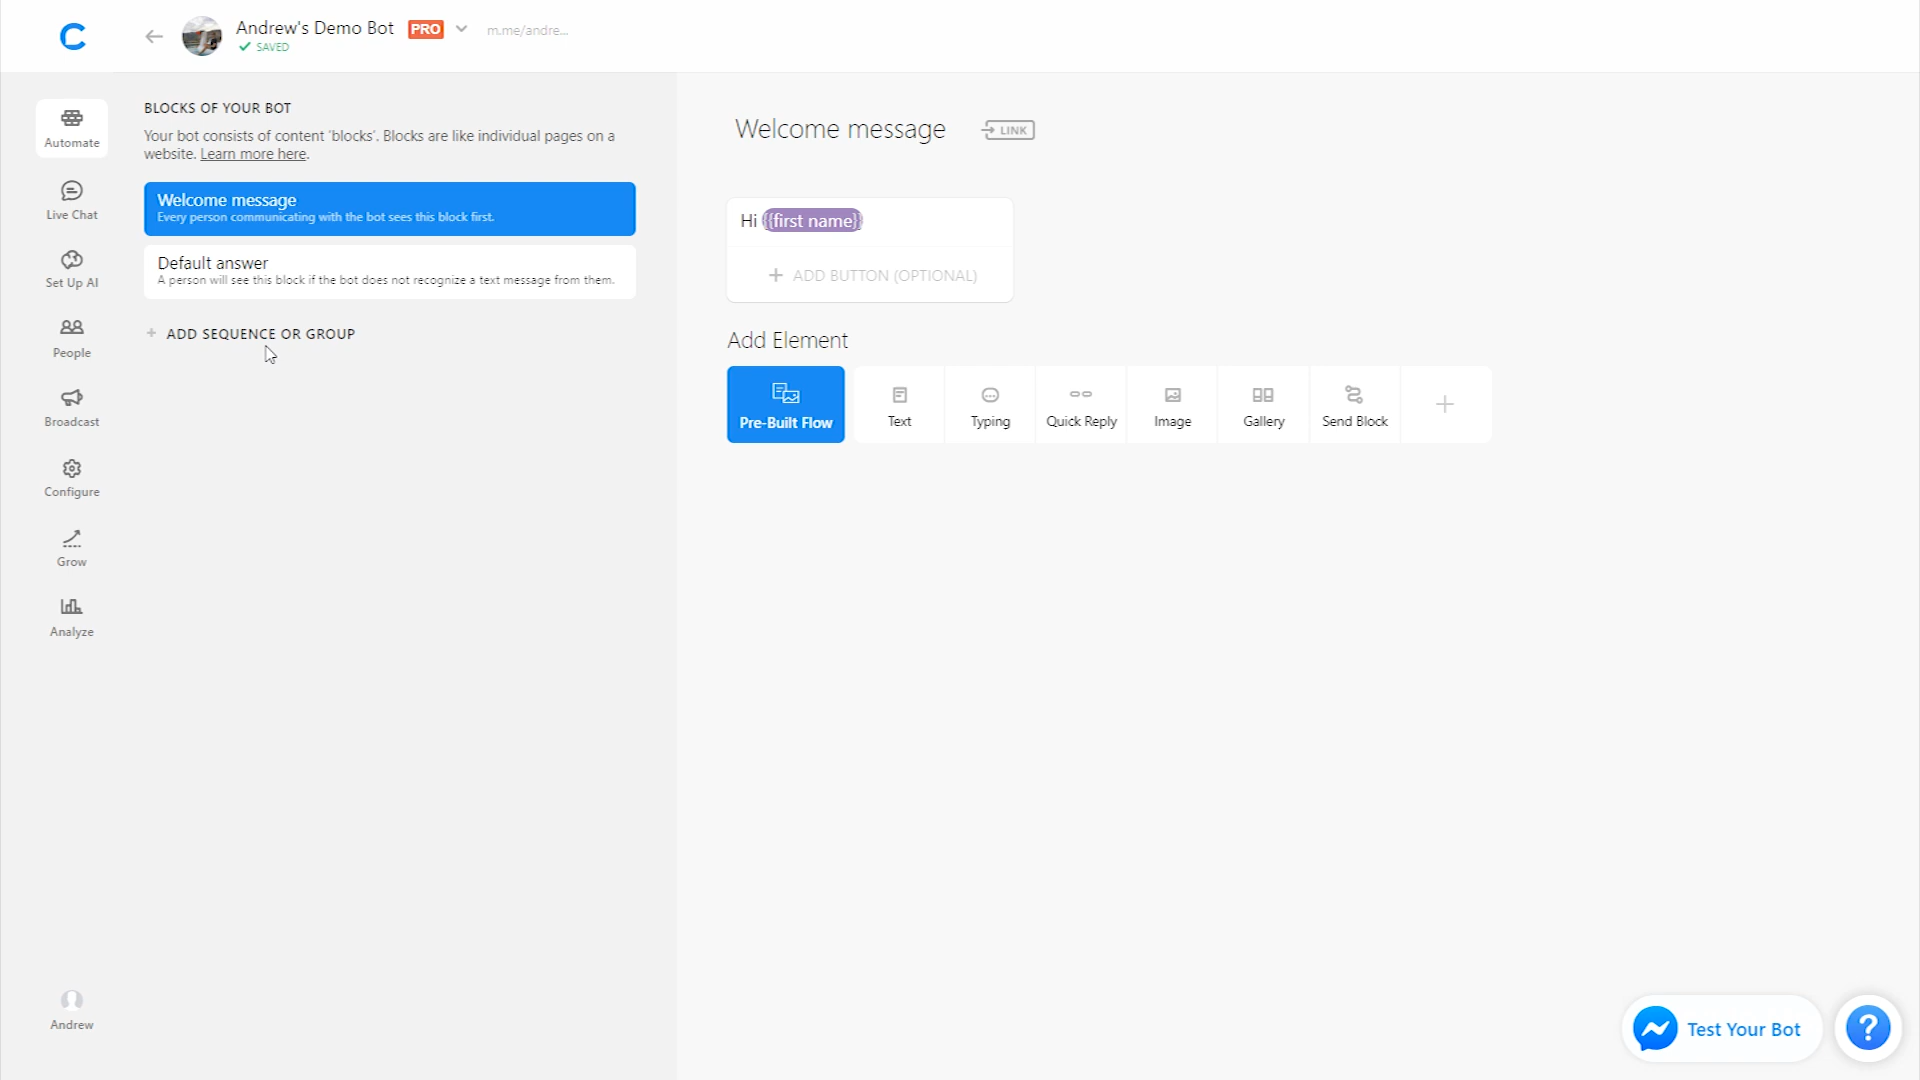 Andrew's Demo Bot PRO m.me/andre...
SAVED
Automate
Live Chat
Set Up AI
People
Broadcast
Configure
Grow
Analyze
Andrew
BLOCKS OF YOUR BOT
Your bot consists of content 'blocks'. Blocks are like individual pages on a
website. Learn more here.
Welcome message
Every person communicating with the bot sees this block first.
Default answer
A person will see this block if the bot does not recognize a text message from them.
+ ADD SEQUENCE OR GROUP
Welcome message LINK
Hi {{first name}}
+ ADD BUTTON (OPTIONAL)
Add Element
Pre-Built Flow
Text
Typing
Quick Reply
Image
Gallery
Send Block
+
Test Your Bot
?